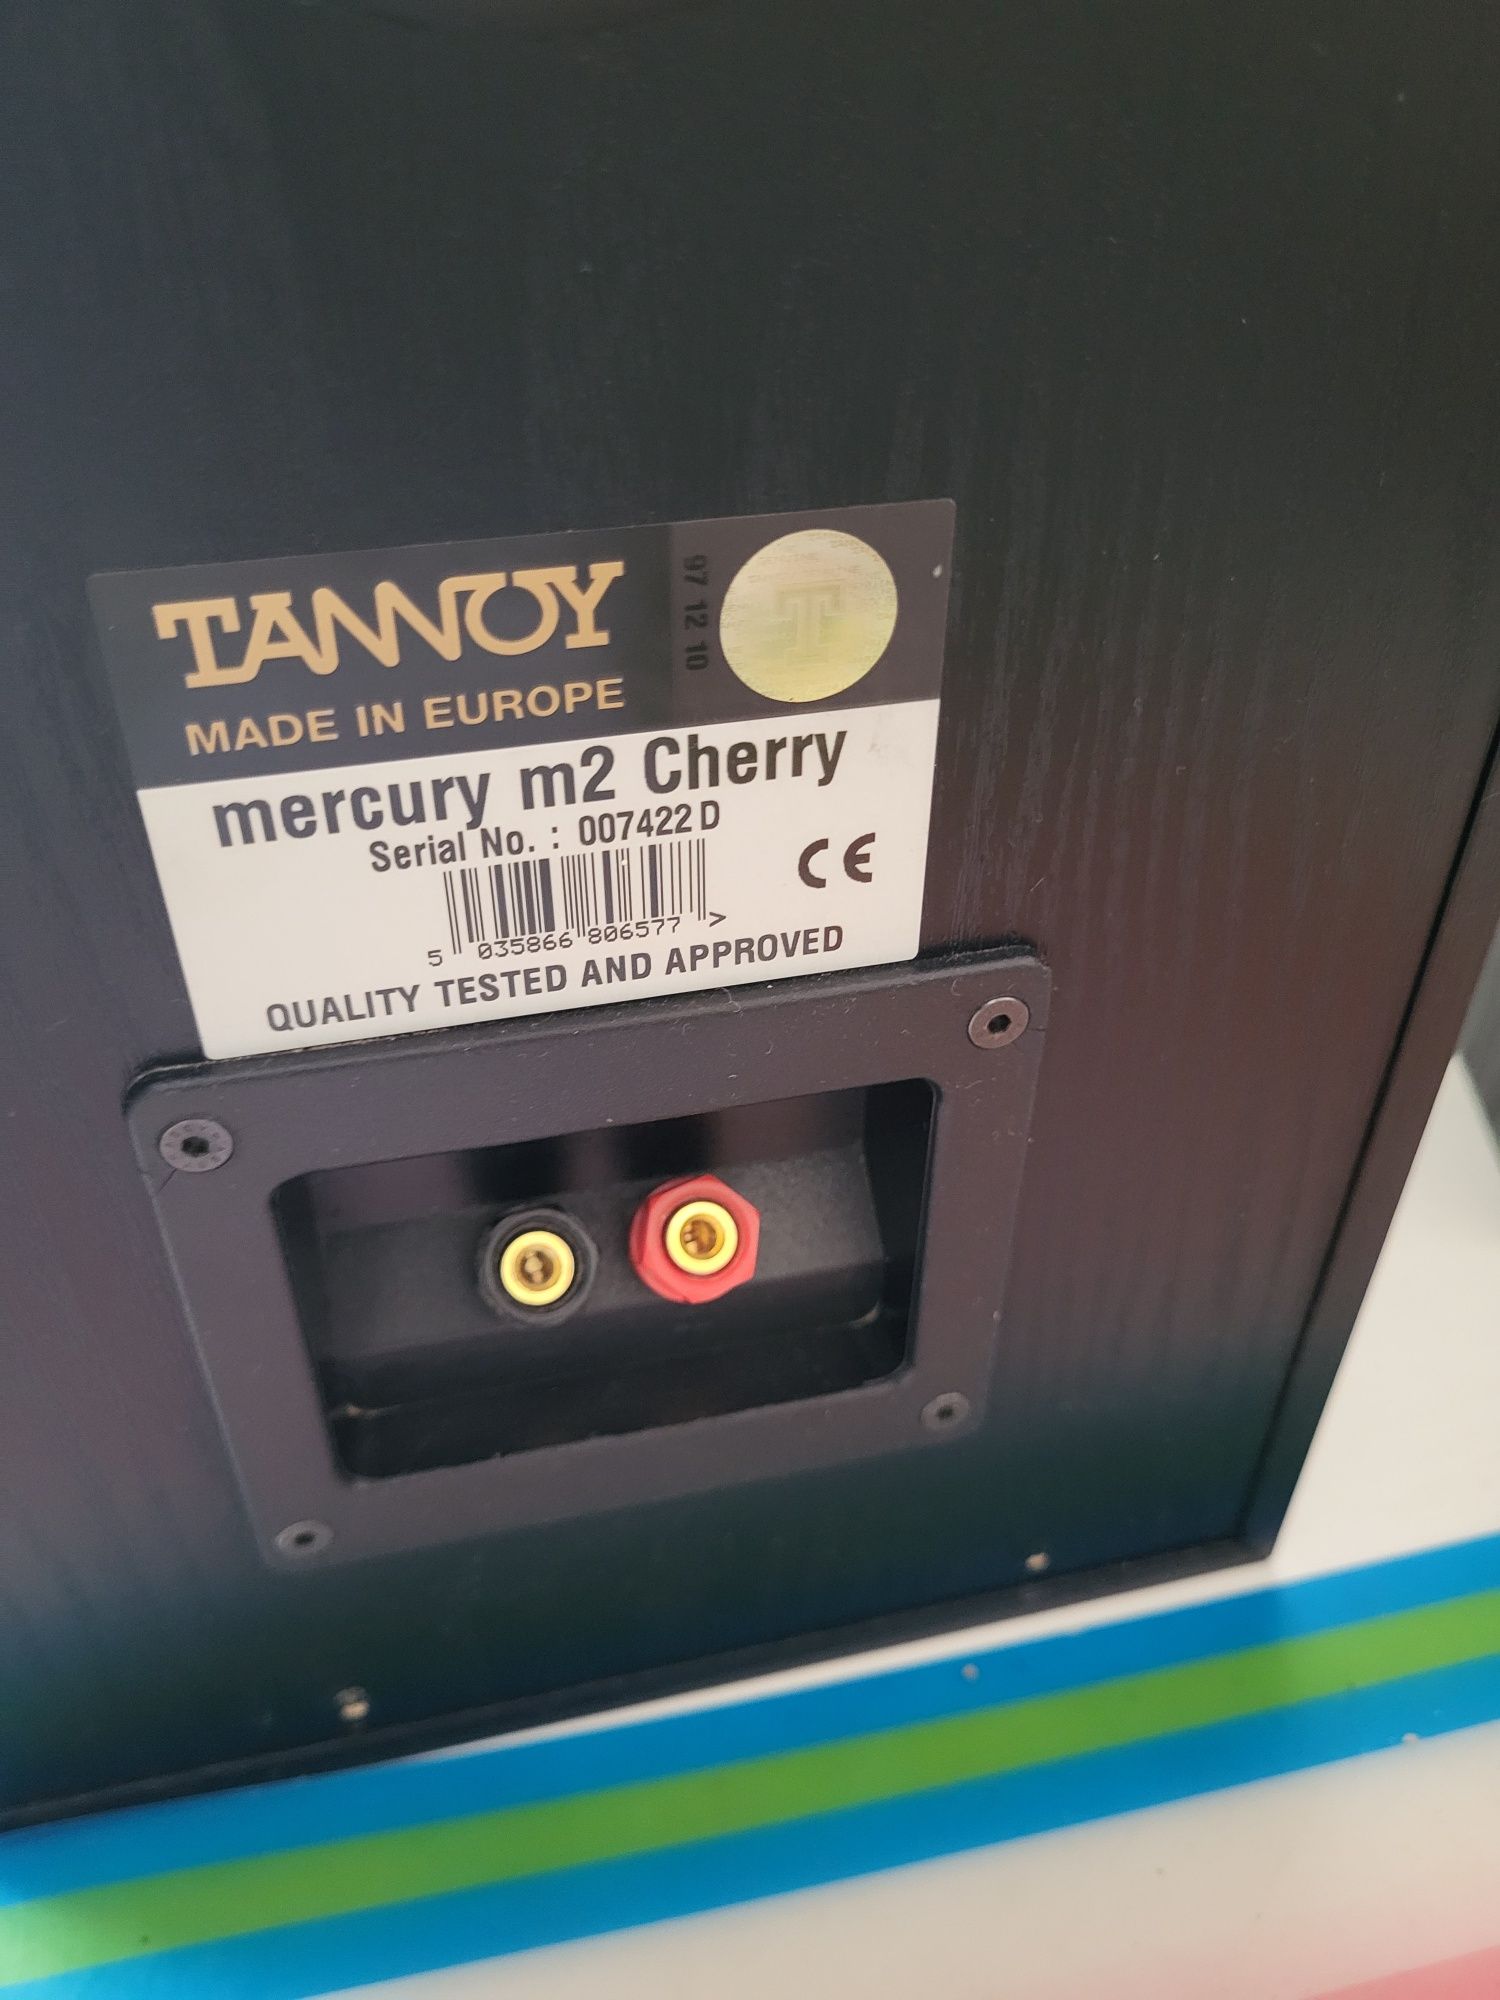 TANNOY
97 12 10
T
MADE IN EUROPE
mercury m2 Cherry
Serial No. : 007422 D
CE
5 035866 806577 >
QUALITY TESTED AND APPROVED